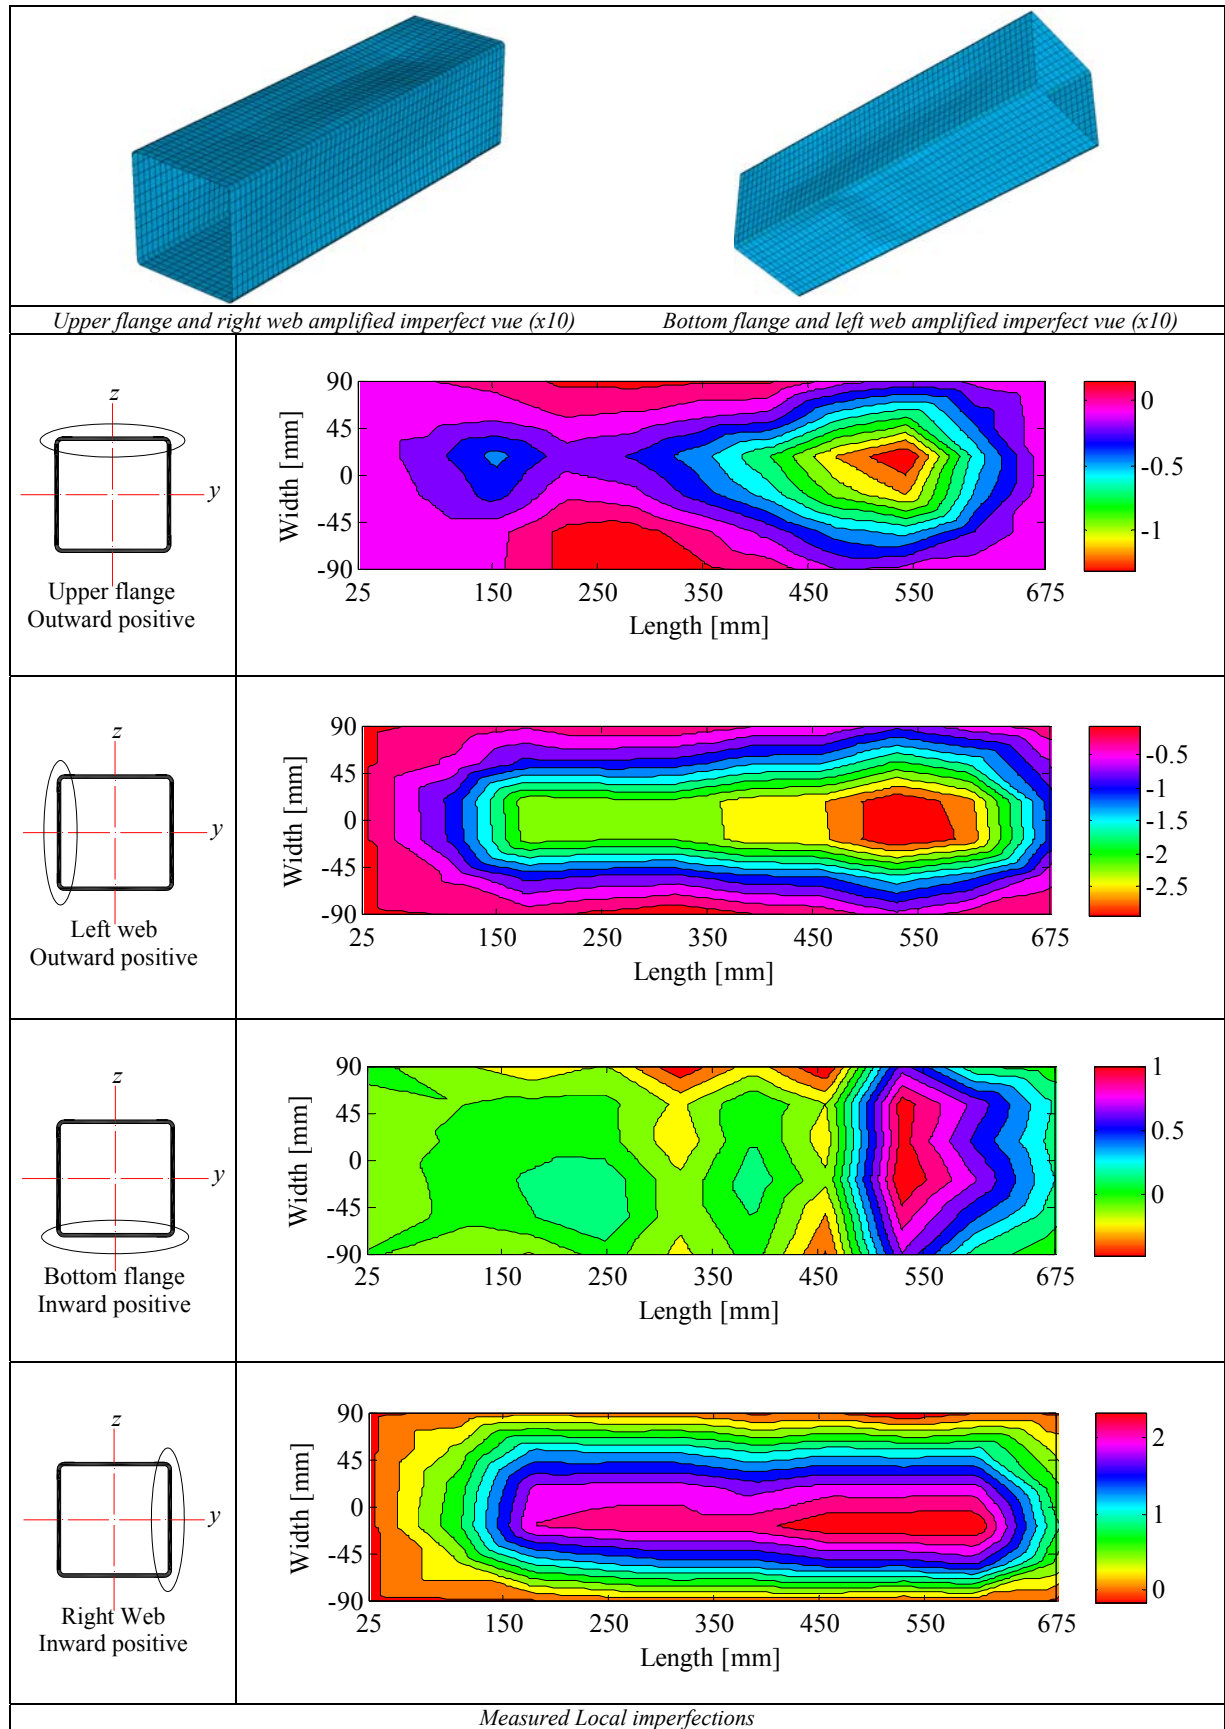 Upper flange and right web amplified imperfect vue (x10)
Bottom flange and left web amplified imperfect vue (x10)
z
y
Upper flange
Outward positive
90
45
0
-45
-90
Width [mm]
25 150 250 350 450 550 675
Length [mm]
0
-0.5
-1
z
y
Left web
Outward positive
90
45
0
-45
-90
Width [mm]
25 150 250 350 450 550 675
Length [mm]
-0.5
-1
-1.5
-2
-2.5
z
y
Bottom flange
Inward positive
90
45
0
-45
-90
Width [mm]
25 150 250 350 450 550 675
Length [mm]
1
0.5
0
z
y
Right Web
Inward positive
90
45
0
-45
-90
Width [mm]
25 150 250 350 450 550 675
Length [mm]
2
1
0
Measured Local imperfections